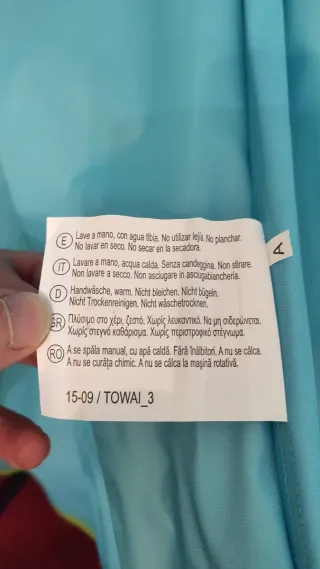 E Lave a mano, con agua tibia. No utilizar lejía. No planchar.
No lavar en seco. No secar en la secadora.
IT Lavare a mano, acqua calda. Senza candeggina. Non stirare.
Non lavare a secco. Non asciugare in asciugabiancheria.
D Handwäsche, warm. Nicht bleichen. Nicht bügeln.
Nicht Trockenreinigen. Nicht wäschetrocknen.
GR Πλύσιμο στο χέρι, ζεστό. Χωρίς λευκαντικό. Να μη σιδερώνεται.
Χωρίς στεγνό καθάρισμα. Χωρίς περιστροφικό στέγνωμα.
RO A se spăla manual, cu apă caldă. Fără înălbitori. A nu se călca.
A nu se curăța chimic. A nu se călca la mașină rotativă.
15-09 / TOWAI_3
A